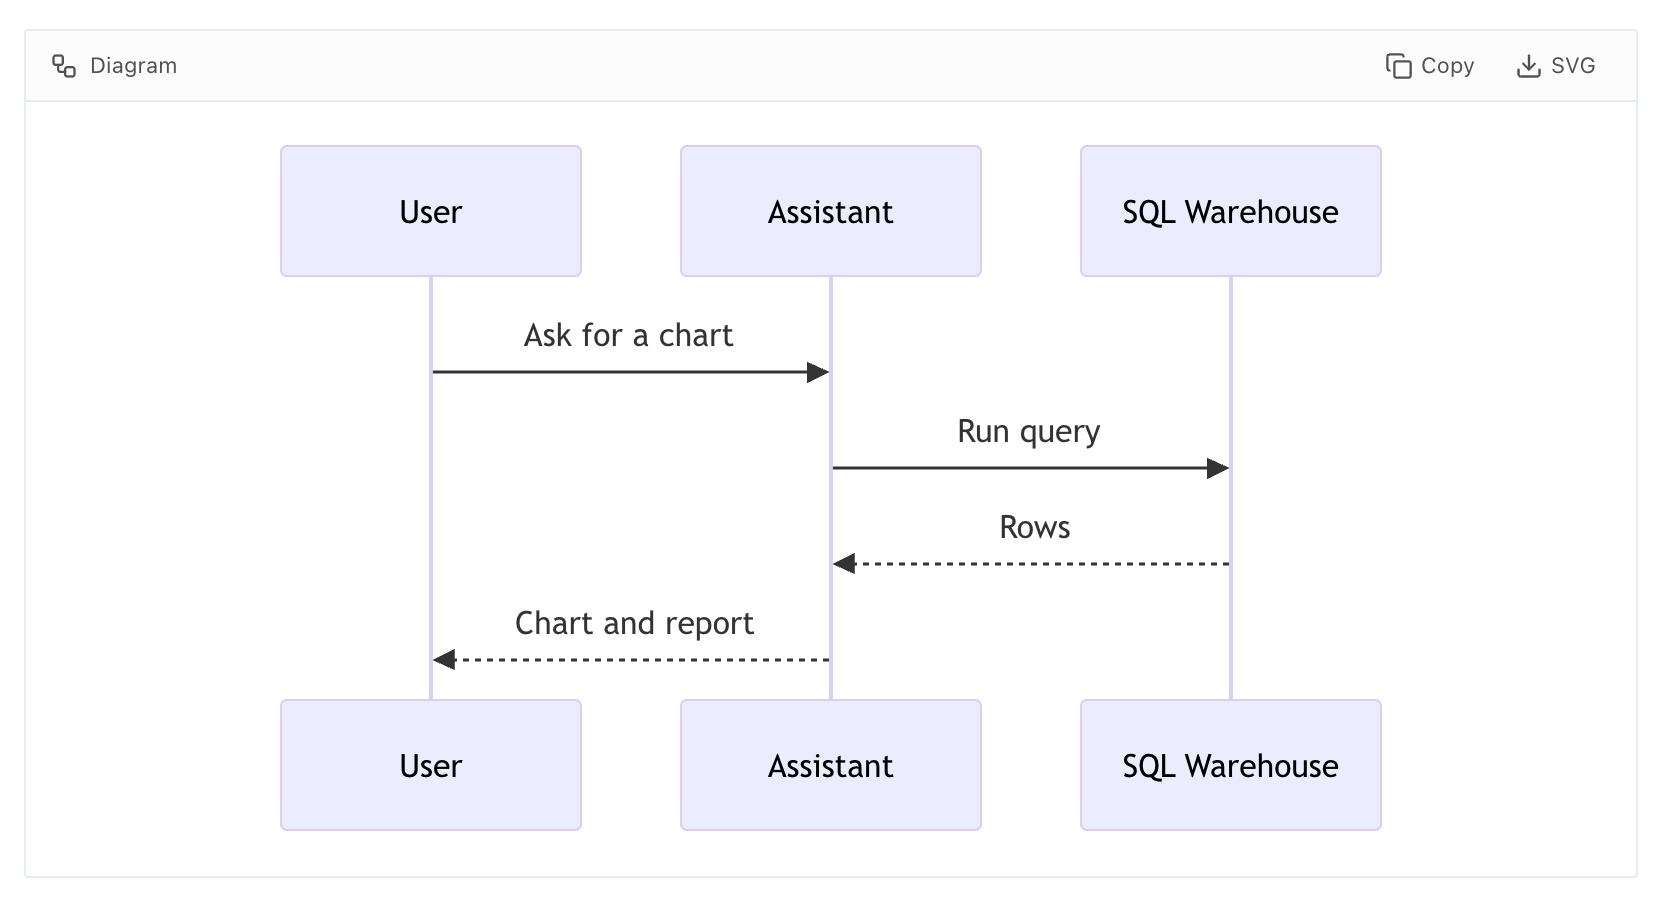 Diagram
Copy
SVG
User
Assistant
SQL Warehouse
Ask for a chart
Run query
Rows
Chart and report
User
Assistant
SQL Warehouse